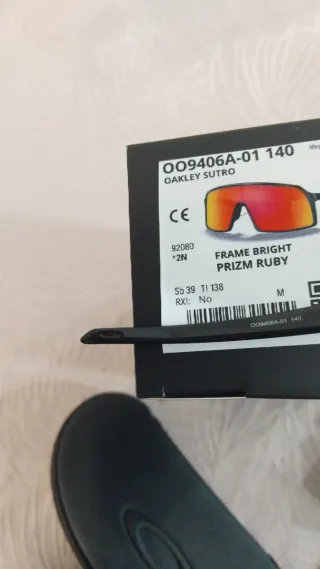 OO9406A-01 140
OAKLEY SUTRO
CE
92080
*2N
FRAME BRIGHT
PRIZM RUBY
Sb 39 Tl 138
RX: No
M
OO9406A-01 140